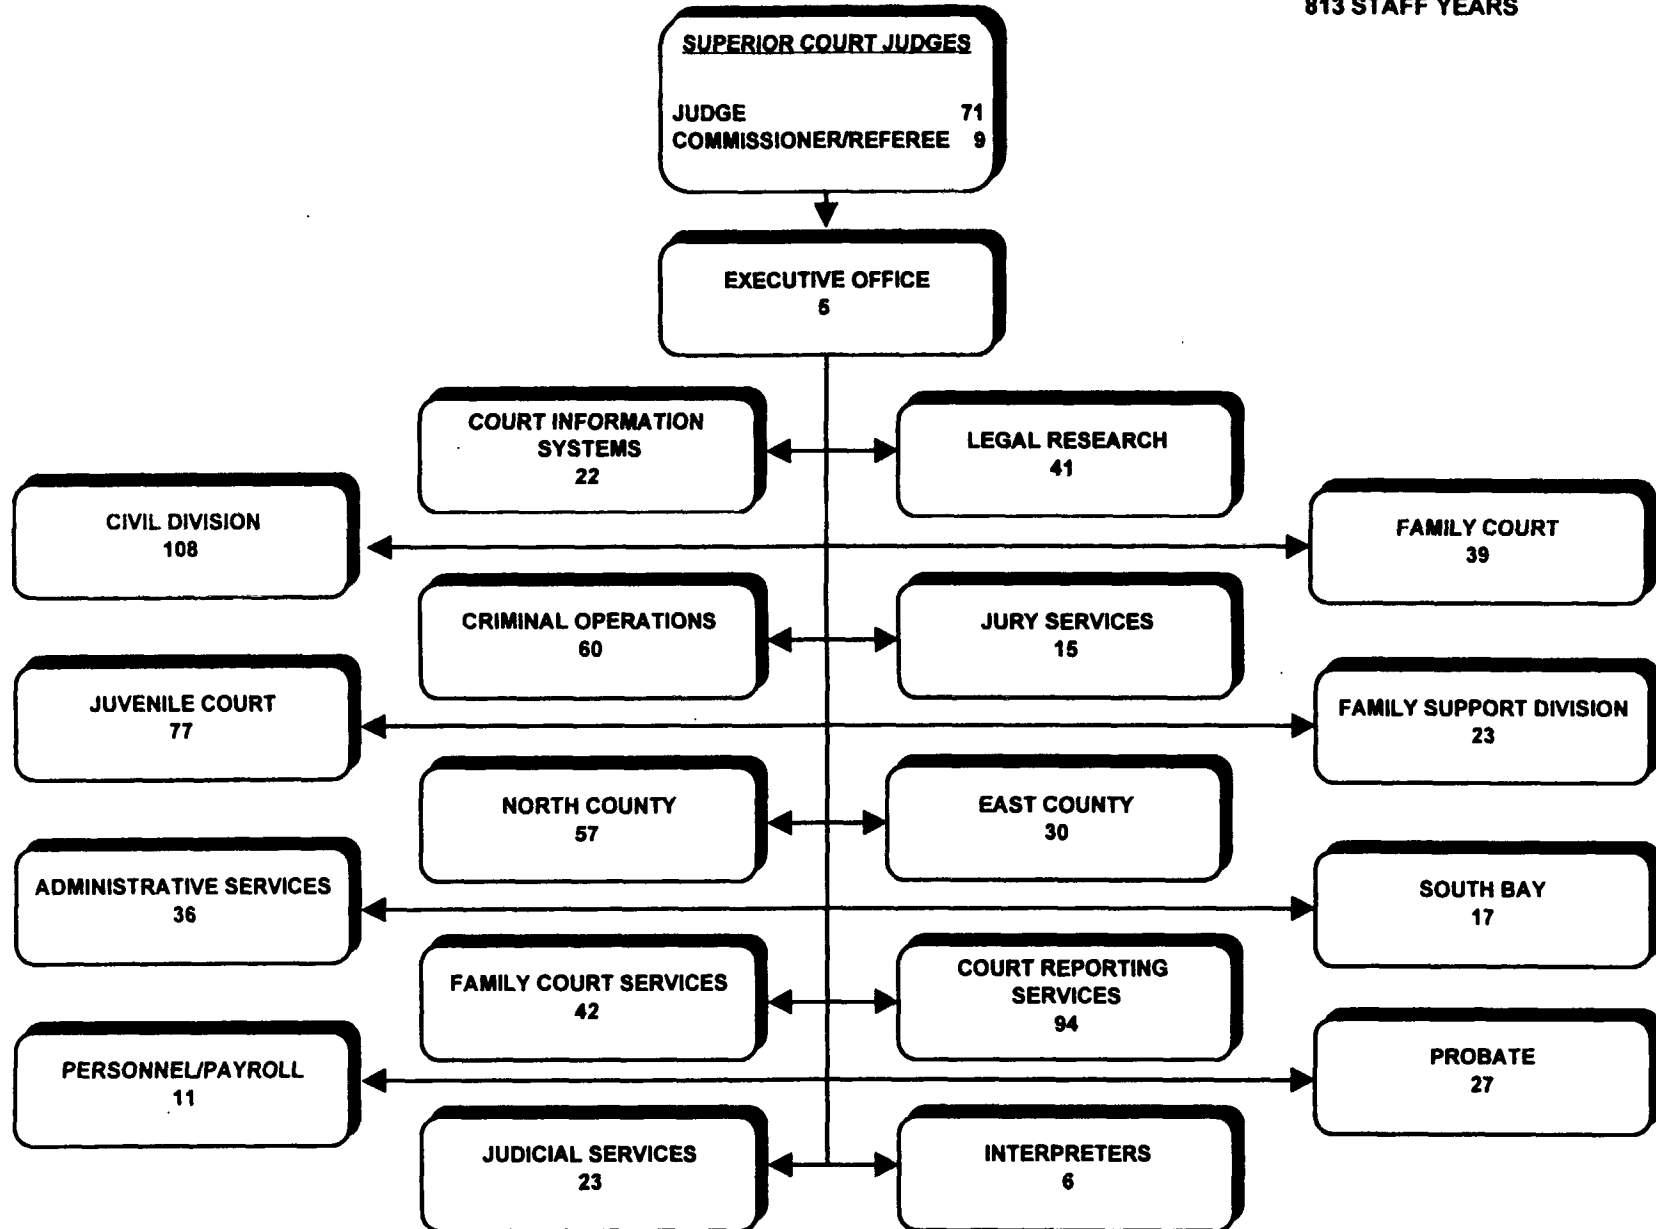 813 STAFF YEARS
SUPERIOR COURT JUDGES
JUDGE 71
COMMISSIONER/REFEREE 9
EXECUTIVE OFFICE
5
COURT INFORMATION
SYSTEMS
22
LEGAL RESEARCH
41
CIVIL DIVISION
108
FAMILY COURT
39
CRIMINAL OPERATIONS
60
JURY SERVICES
15
JUVENILE COURT
77
FAMILY SUPPORT DIVISION
23
NORTH COUNTY
57
EAST COUNTY
30
ADMINISTRATIVE SERVICES
36
SOUTH BAY
17
FAMILY COURT SERVICES
42
COURT REPORTING
SERVICES
94
PERSONNEL/PAYROLL
11
PROBATE
27
JUDICIAL SERVICES
23
INTERPRETERS
6